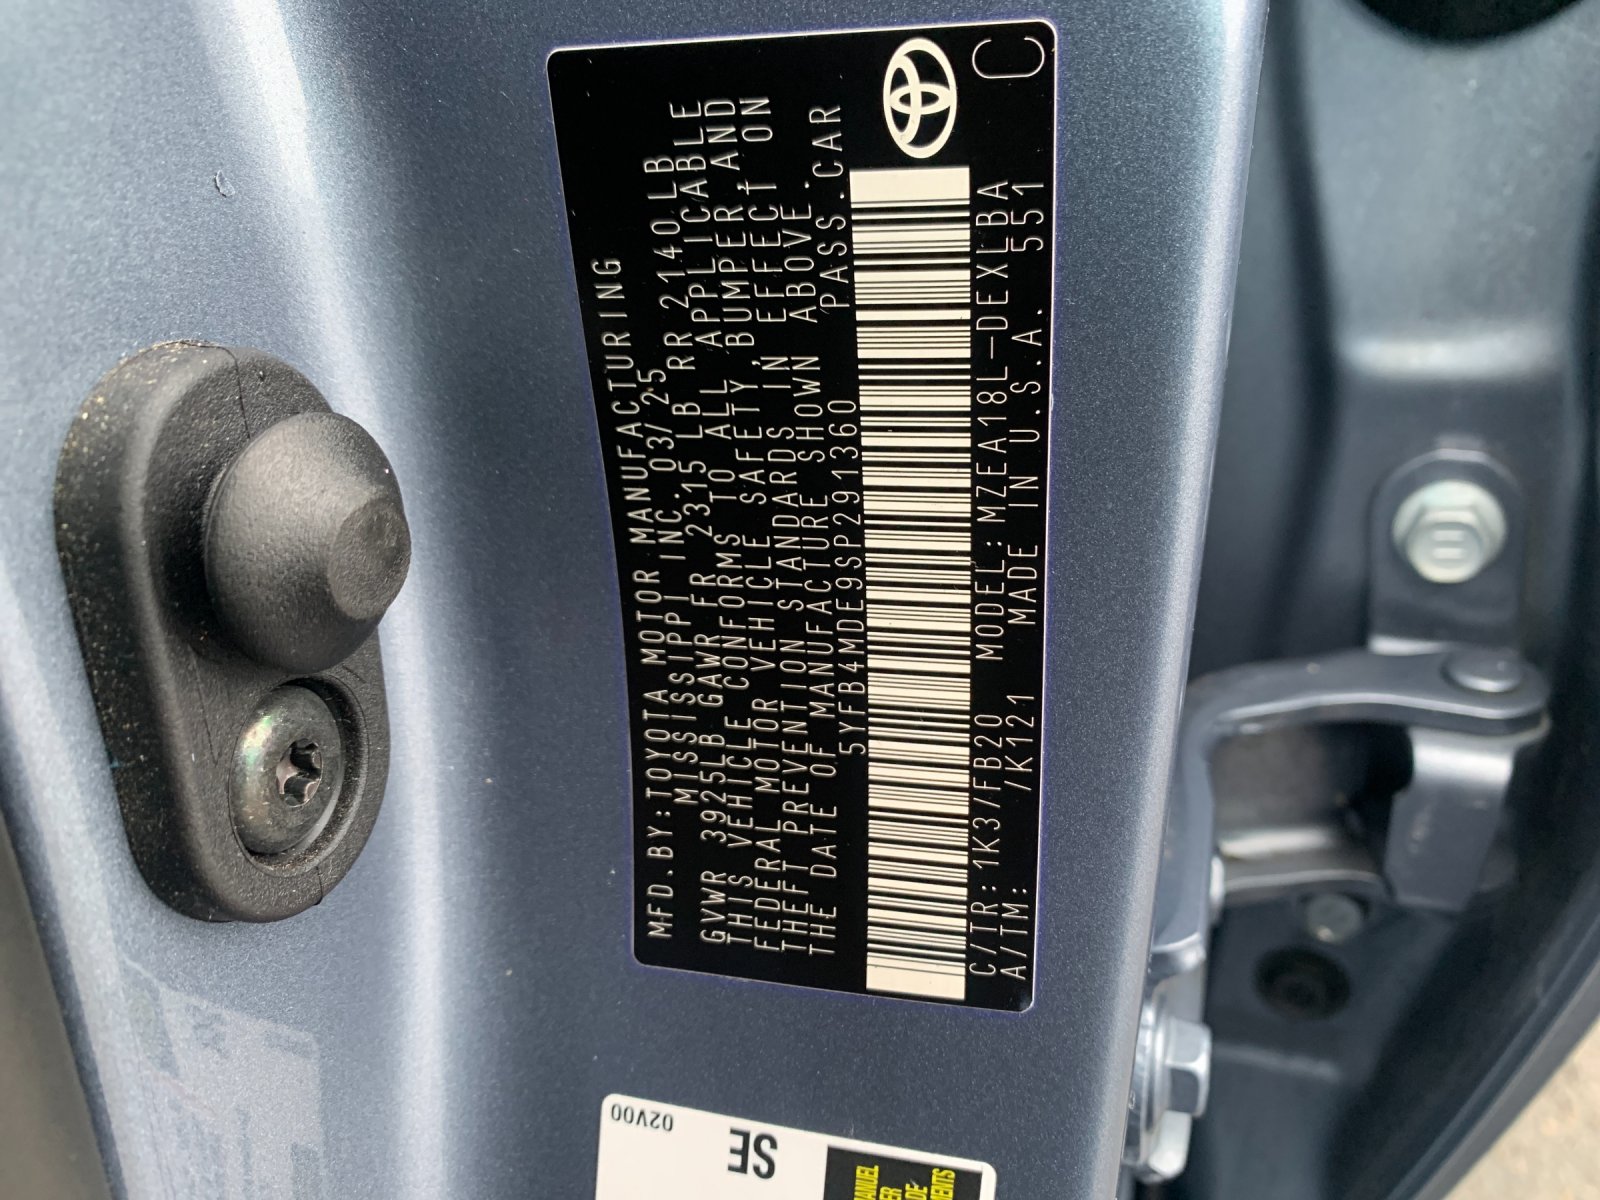 MFD.BY:TOYOTA MOTOR MANUFACTURING
MISSISSIPPI INC. 03/25
GVWR 3925LB GAWR FR 2315 LB RR 2140LB
THIS VEHICLE CONFORMS TO ALL APPLICABLE
FEDERAL MOTOR VEHICLE SAFETY, BUMPER, AND
THEFT PREVENTION STANDARDS IN EFFECT ON
THE DATE OF MANUFACTURE SHOWN ABOVE.
5YFB4MDE9SP291360 PASS.CAR
C/TR:1K3/FB20 MODEL:MZEA18L-DEXLBA
A/TM: /K121 MADE IN U.S.A. 551
C
02V00
SE